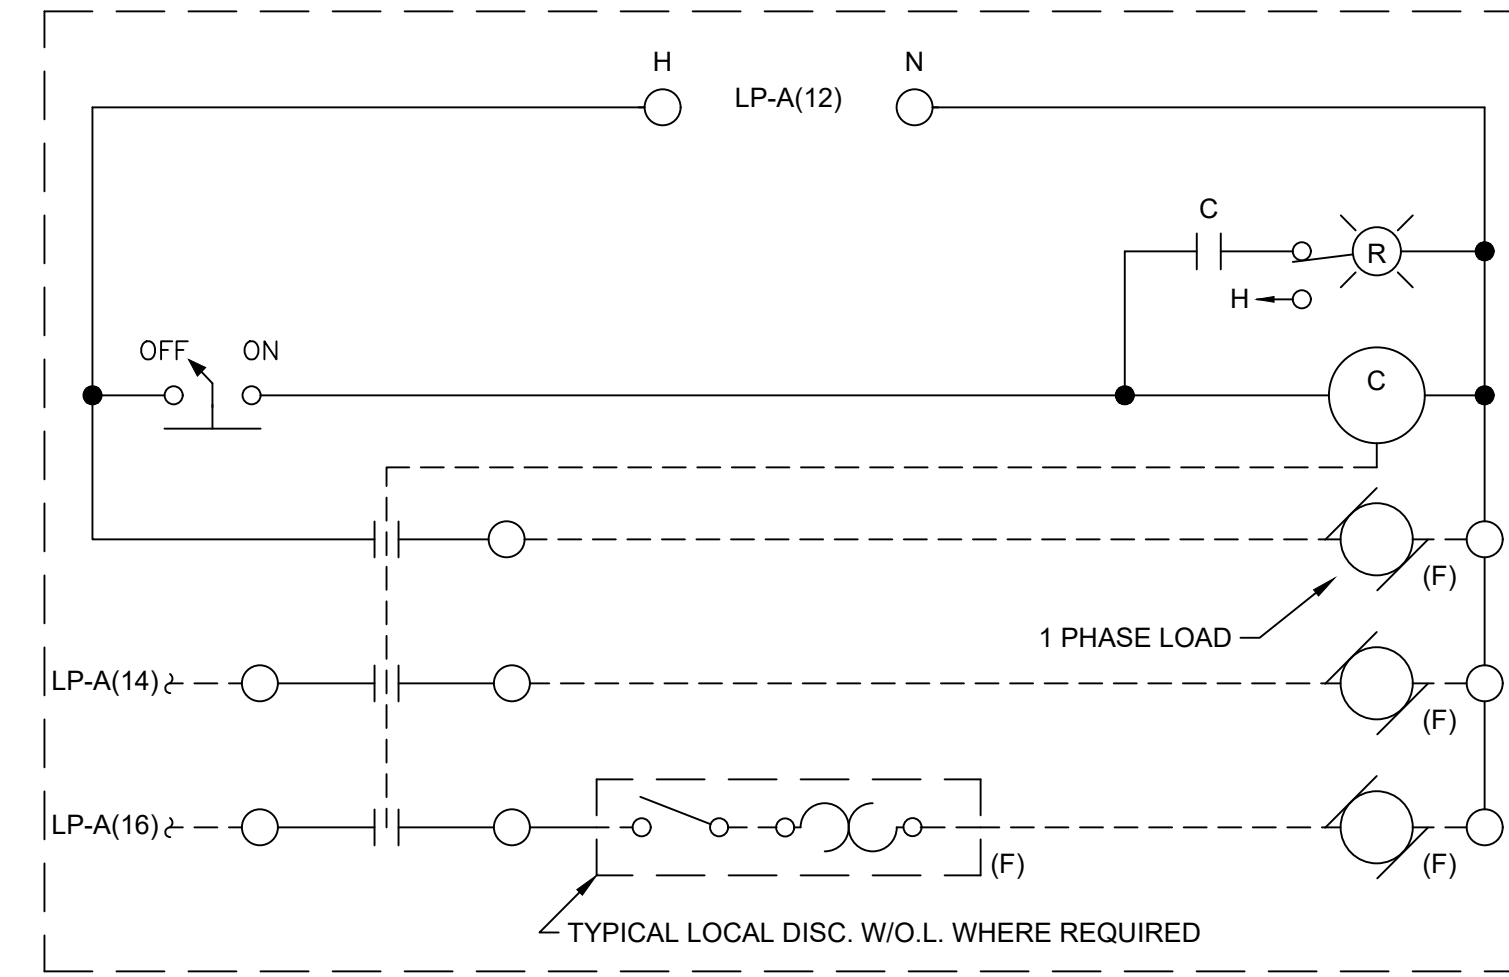 H
N
LP-A(12)
C
R
H
OFF
ON
C
(F)
1 PHASE LOAD
LP-A(14)
(F)
LP-A(16)
(F)
(F)
TYPICAL LOCAL DISC. W/O.L. WHERE REQUIRED